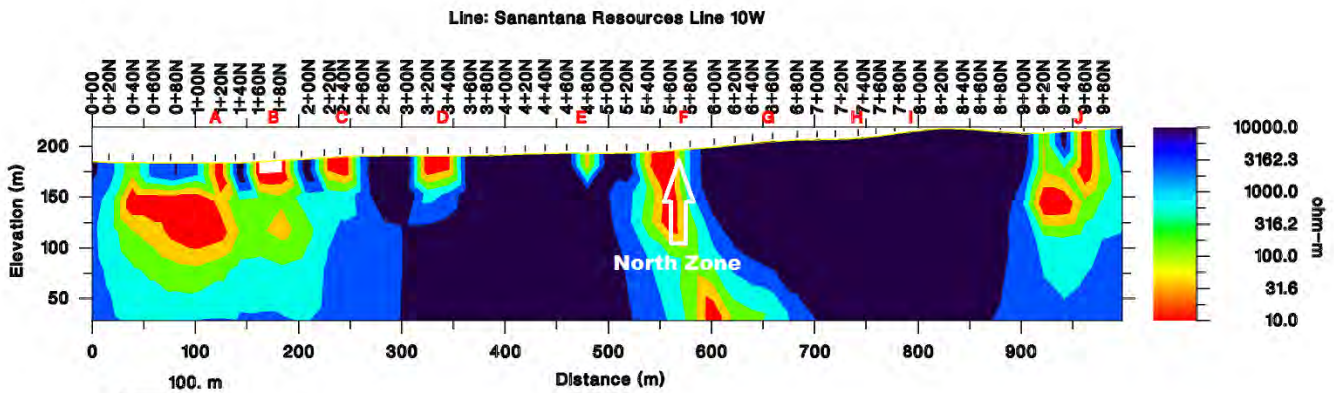 Line: Sanantana Resources Line 10W
0+00 0+20N 0+40N 0+60N 0+80N 1+00N 1+20N 1+40N 1+60N 1+80N 2+00N 2+20N 2+40N 2+60N 2+80N 3+00N 3+20N 3+40N 3+60N 3+80N 4+00N 4+20N 4+40N 4+60N 4+80N 5+20N 5+60N 5+80N 6+00N 6+20N 6+40N 6+60N 6+80N 7+00N 7+20N 7+40N 7+60N 7+80N 8+20N 8+40N 8+60N 8+80N 9+00N 9+20N 9+40N 9+60N 9+80N
A B C D E F G H I J
Elevation (m)
200
150
100
50
North Zone
0 100 200 300 400 500 600 700 800 900
100. m
Distance (m)
10000.0
3162.3
1000.0
316.2
100.0
31.6
10.0
ohm-m